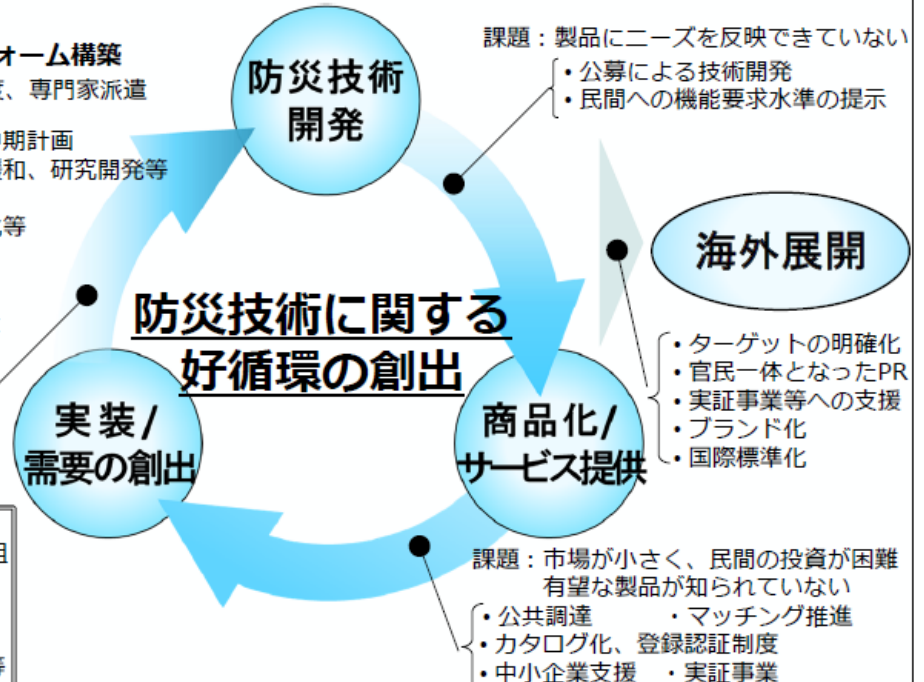 ォーム構築
、専門家派遣
期計画
和、研究開発等
等
防災技術
開発
課題：製品にニーズを反映できていない
・公募による技術開発
・民間への機能要求水準の提示
海外展開
・ターゲットの明確化
・官民一体となったPR
・実証事業等への支援
・ブランド化
・国際標準化
防災技術に関する
好循環の創出
実装/
需要の創出
商品化/
サービス提供
課題：市場が小さく、民間の投資が困難
有望な製品が知られていない
・公共調達　・マッチング推進
・カタログ化、登録認証制度
・中小企業支援　・実証事業
等